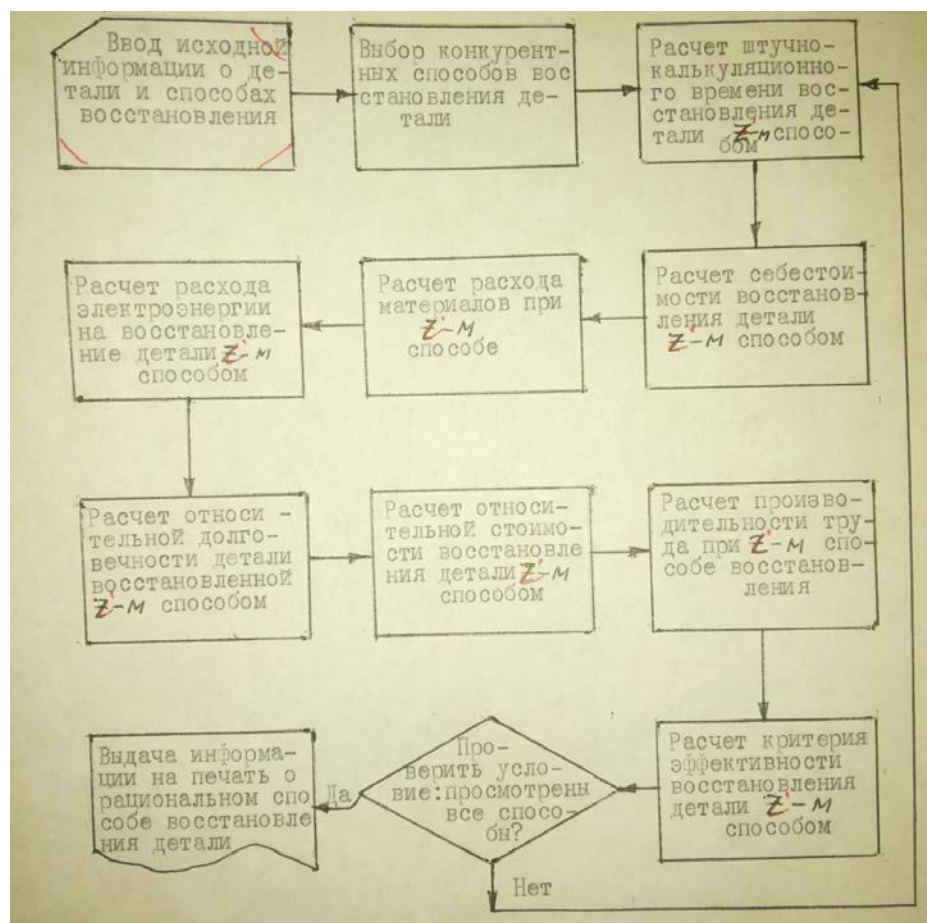 Ввод исходной
информации о де-
тали и способах
восстановления
Выбор конкурент-
ных способов вос
становления де-
тали
Расчет штучно-
калькуляционно-
го времени вос-
становления де-
тали Z-м спосо-
бом
Расчет расхода
электроэнергии
на восстановле-
ние детали Z-м
способом
Расчет расхода
материалов при
Z-м
способе
Расчет себестои-
мости восстанов-
ления детали
Z-м способом
Расчет относи -
тельной долго-
вечности детали
восстановленной
Z-м способом
Расчет относи-
тельной стоимо-
сти восстановле
ния детали Z-м
способом
Расчет произво-
дительности тру-
да при Z-м спо-
собе восстанов-
ления
Выдача информа-
ции на печать о
рациональном спо
собе восстановле
ния детали
Да
Про-
верить усло-
вие:просмотрены
все спосо-
бы?
Нет
Расчет критерия
эффективности
восстановления
детали Z-м
способом